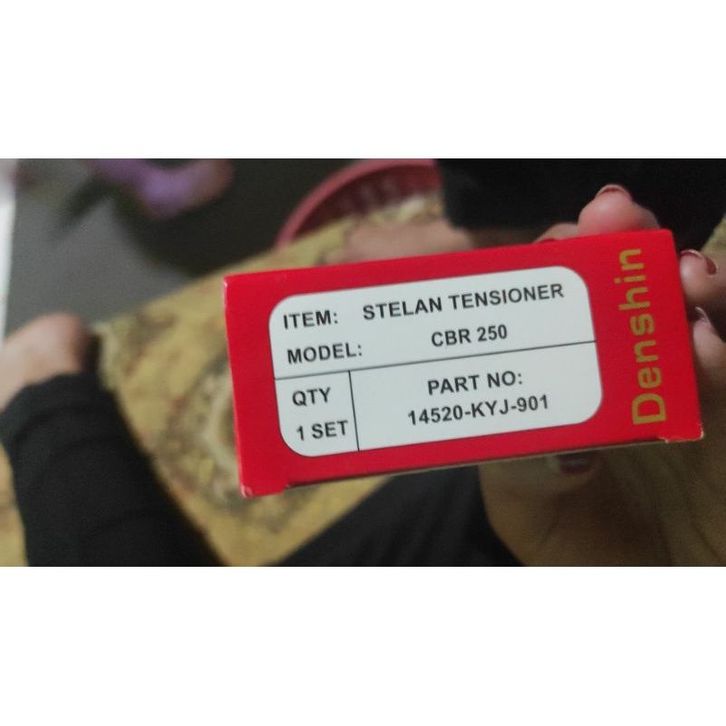 ITEM: STELAN TENSIONER
MODEL: CBR 250
QTY
1 SET
PART NO:
14520-KYJ-901
Denshin